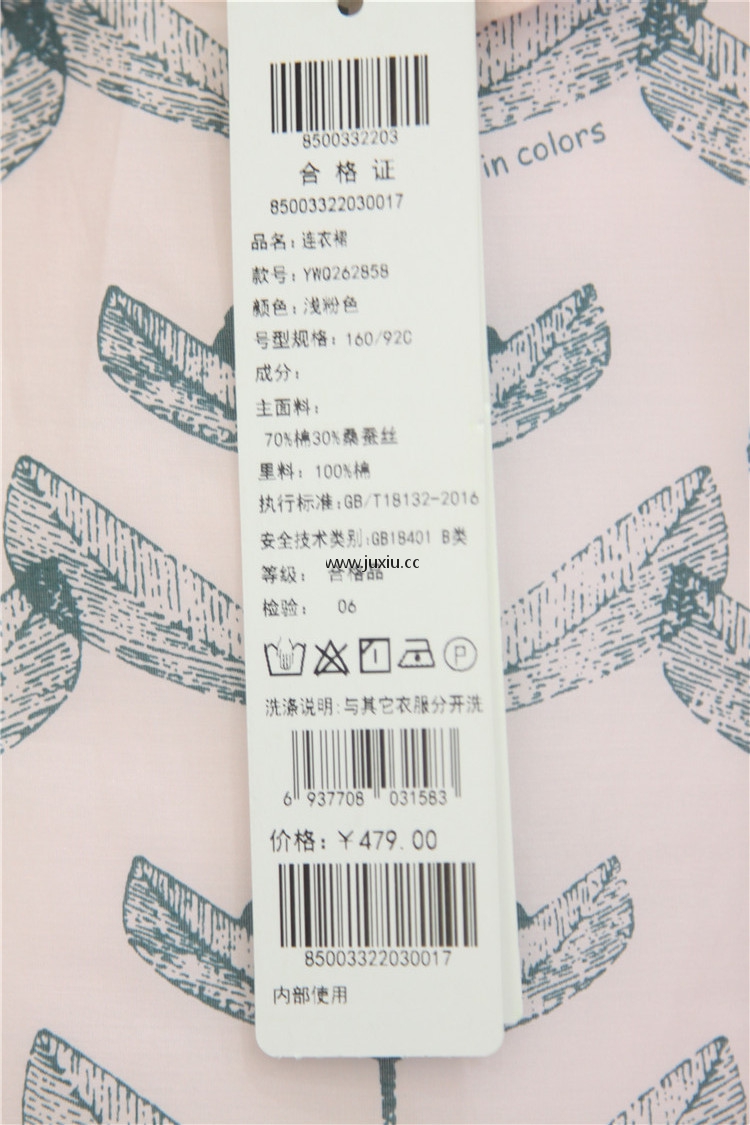 8500332203
合格证
85003322030017
in colors
品名：连衣裙
款号：YWQ262858
颜色：浅粉色
号型规格：160/92C
成分：
主面料：
70%棉30%桑蚕丝
里料：100%棉
执行标准：GB/T18132-2016
安全技术类别：GB18401 B类
www.juxiu.cc
等级： 合格品
检验： 06
P
洗涤说明：与其它衣服分开洗
6 937708 031583
价格：￥479.00
85003322030017
内部使用